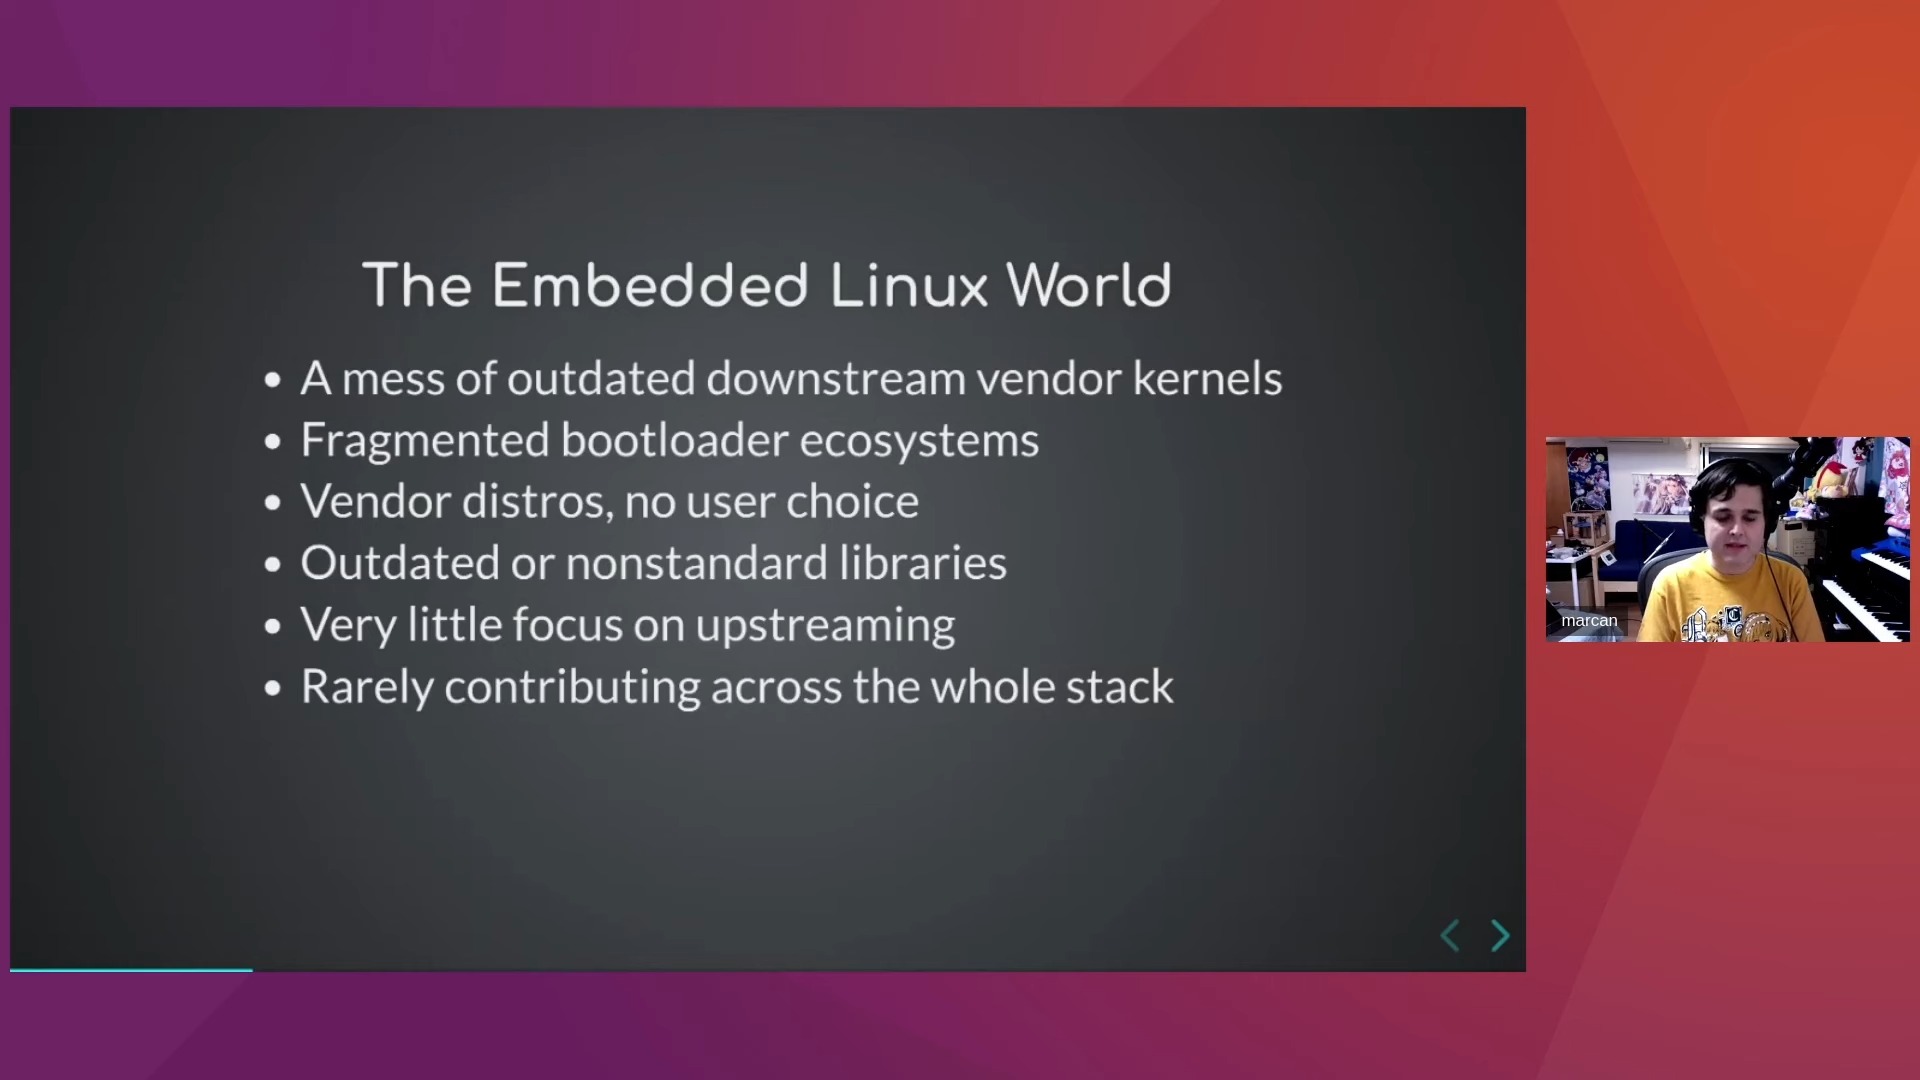 The Embedded Linux World
• A mess of outdated downstream vendor kernels
• Fragmented bootloader ecosystems
• Vendor distros, no user choice
• Outdated or nonstandard libraries
• Very little focus on upstreaming
• Rarely contributing across the whole stack
marcan